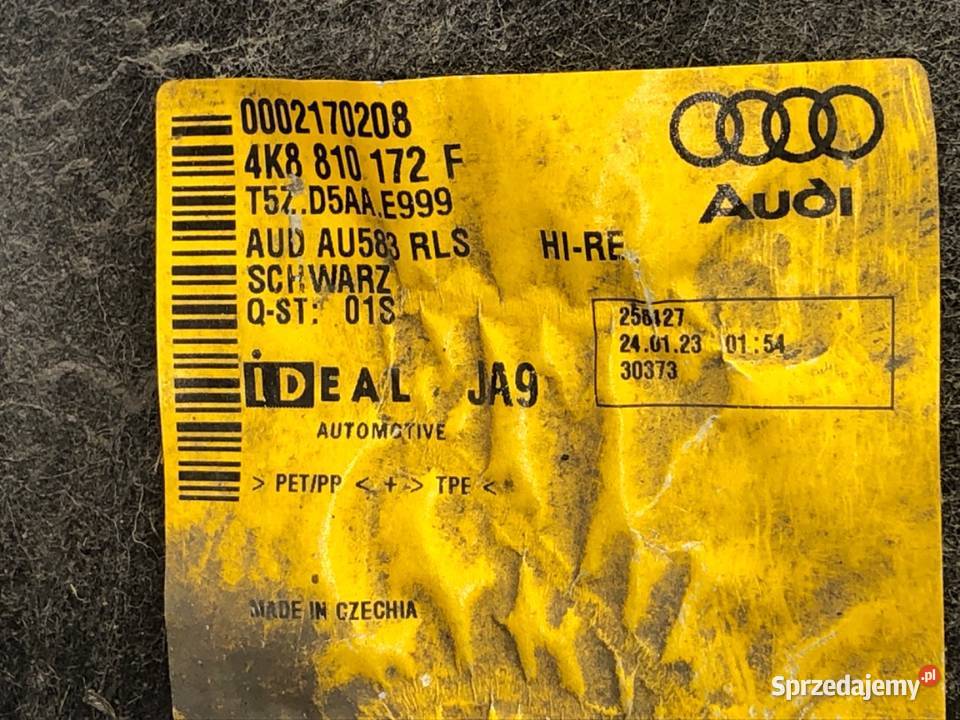 0002170208
4K8 810 172 F
T5Z.D5AA.E999
AUD AU583 RLS HI-RE
SCHWARZ
Q-ST: 01S
256127
24.01.23 01:54
30373
iDEAL JA9
AUTOMOTIVE
> PET/PP < + > TPE <
MADE IN CZECHIA
Audi
Sprzedajemy.pl